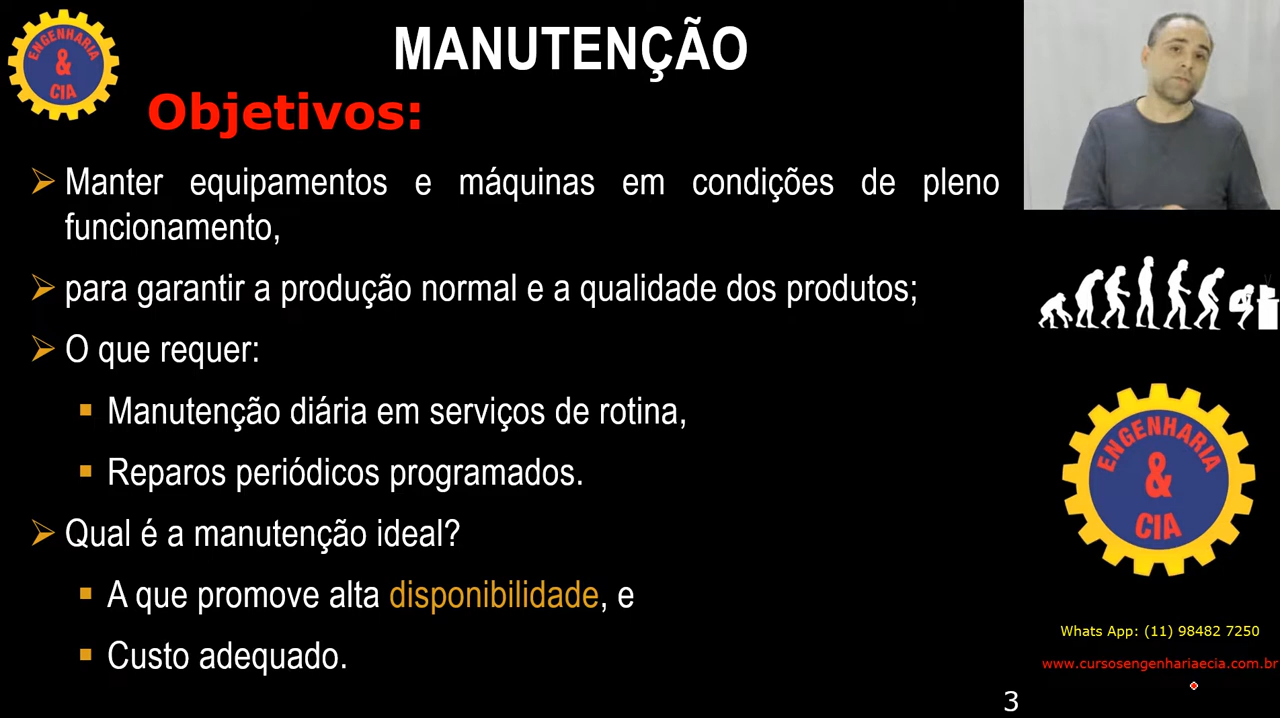 ENGENHARIA
&
CIA
MANUTENÇÃO
Objetivos:
Manter equipamentos e máquinas em condições de pleno
funcionamento,
para garantir a produção normal e a qualidade dos produtos;
O que requer:
Manutenção diária em serviços de rotina,
Reparos periódicos programados.
Qual é a manutenção ideal?
A que promove alta disponibilidade, e
Custo adequado.
ENGENHARIA
&
CIA
Whats App: (11) 98482 7250
www.cursosengenhariaecia.com.br
3